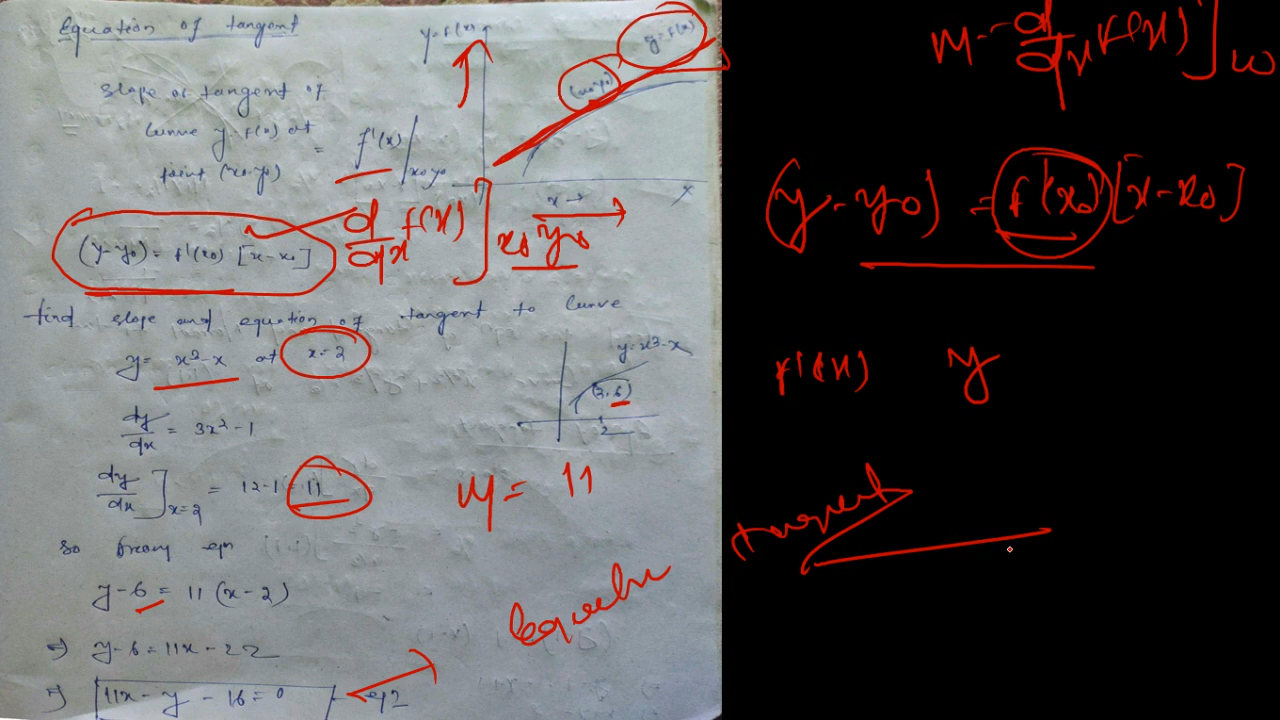 Equation of tangent
y=f(x)
y=f(x)
(x0 y0)
slope of tangent of
curve y = f(x) at
point (x0 y0)
= f'(x)|x0 y0
x →
x
(y-y0) = f'(x0) [x-x0]
d/dx f(x)] x0 y0
find slope and equation of tangent to curve
y = x3-x at x=2
y=x3-x
(2,6)
2
dy/dx = 3x2-1
dy/dx]x=2 = 12-1=11
M = 11
so from eqn
y-6 = 11(x-2)
⇒ y-6=11x-22
⇒ 11x-y-16=0
eq2
M = d/dx f(x)]
(y-y0) = f'(x0)[x-x0]
f'(x) y
tangent